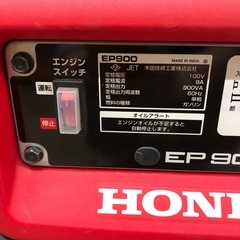 エンジン
スイッチ
運転
停止
EP900
MADE IN INDIA
JET 本田技研工業株式会社
定格電圧 100V
定格電流 9A
定格出力 900VA
定格周波数 60Hz
相 単相
燃料の種類 ガソリン
オイルアラート
エンジンオイルが不足すると
自動停止します。
EP 90
HOND